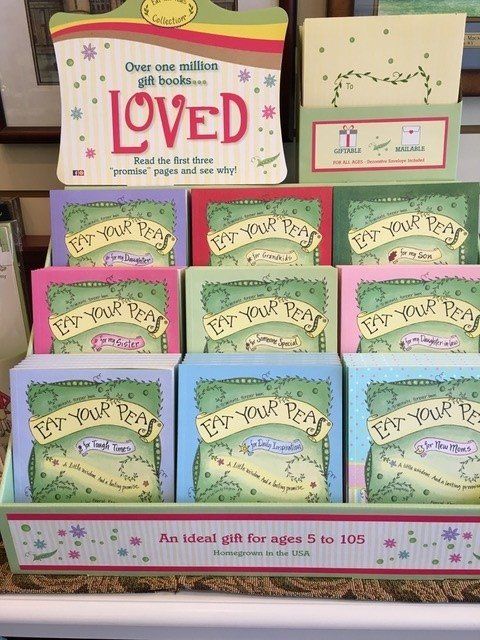 Collection
Over one million
gift books...
LOVED
Read the first three
"promise" pages and see why!
To
GIFTABLE
MAILABLE
FOR ALL AGES - Decorative Envelope Included
EAT YOUR PEAS
for my Daughter
EAT YOUR PEAS
for Grandkids
EAT YOUR PEAS
for my Son
EAT YOUR PEAS
for my Sister
EAT YOUR PEAS
for Someone Special
EAT YOUR PEAS
for my Daughter-in-law
EAT YOUR PEAS
for Tough Times
A little wisdom. And a lasting promise.
EAT YOUR PEAS
for Daily Inspiration
A little wisdom. And a lasting promise.
EAT YOUR PEAS
for New Moms
A little wisdom. And a lasting promise.
An ideal gift for ages 5 to 105
Homegrown in the USA